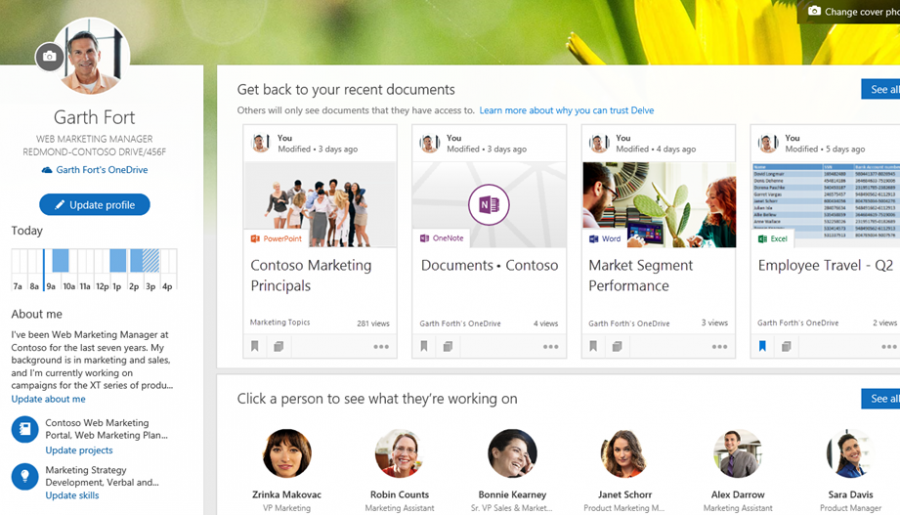 Change cover pho
Garth Fort
WEB MARKETING MANAGER
REDMOND-CONTOSO DRIVE/456F
Garth Fort's OneDrive
Update profile
Today
7a 8a 9a 10a 11a 12a 1p 2p 3p 4p
About me
I've been Web Marketing Manager at
Contoso for the last seven years. My
background is in marketing and sales,
and I'm currently working on
campaigns for the XT series of produ...
Update about me
Contoso Web Marketing
Portal, Web Marketing Plan...
Update projects
Marketing Strategy
Development, Verbal and...
Update skills
Get back to your recent documents
See all
Others will only see documents that they have access to. Learn more about why you can trust Delve
You
Modified • 3 days ago
PowerPoint
Contoso Marketing
Principals
Marketing Topics 281 views
You
Modified • 3 days ago
OneNote
Documents • Contoso
Garth Forth's OneDrive 4 views
You
Modified • 4 days ago
Word
Market Segment
Performance
Garth Forth's OneDrive 3 views
You
Modified • 5 days ago
Excel
Employee Travel - Q2
Garth Forth's OneDrive 2 views
Click a person to see what they're working on
See all
Zrinka Makovac
VP Marketing
Robin Counts
Marketing Assistant
Bonnie Kearney
Sr. VP Sales & Market...
Janet Schorr
Product Marketing M...
Alex Darrow
Marketing Assistant
Sara Davis
Product Manager